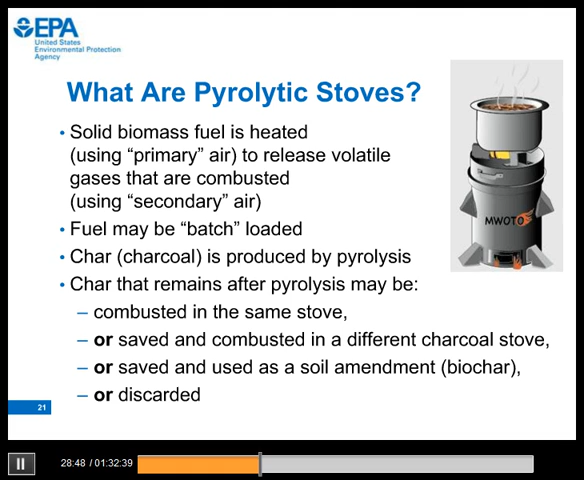 EPA
United States
Environmental Protection
Agency
What Are Pyrolytic Stoves?
• Solid biomass fuel is heated
(using “primary” air) to release volatile
gases that are combusted
(using “secondary” air)
• Fuel may be “batch” loaded
• Char (charcoal) is produced by pyrolysis
• Char that remains after pyrolysis may be:
– combusted in the same stove,
– or saved and combusted in a different charcoal stove,
– or saved and used as a soil amendment (biochar),
– or discarded
MWOTO
21
28:48 / 01:32:39